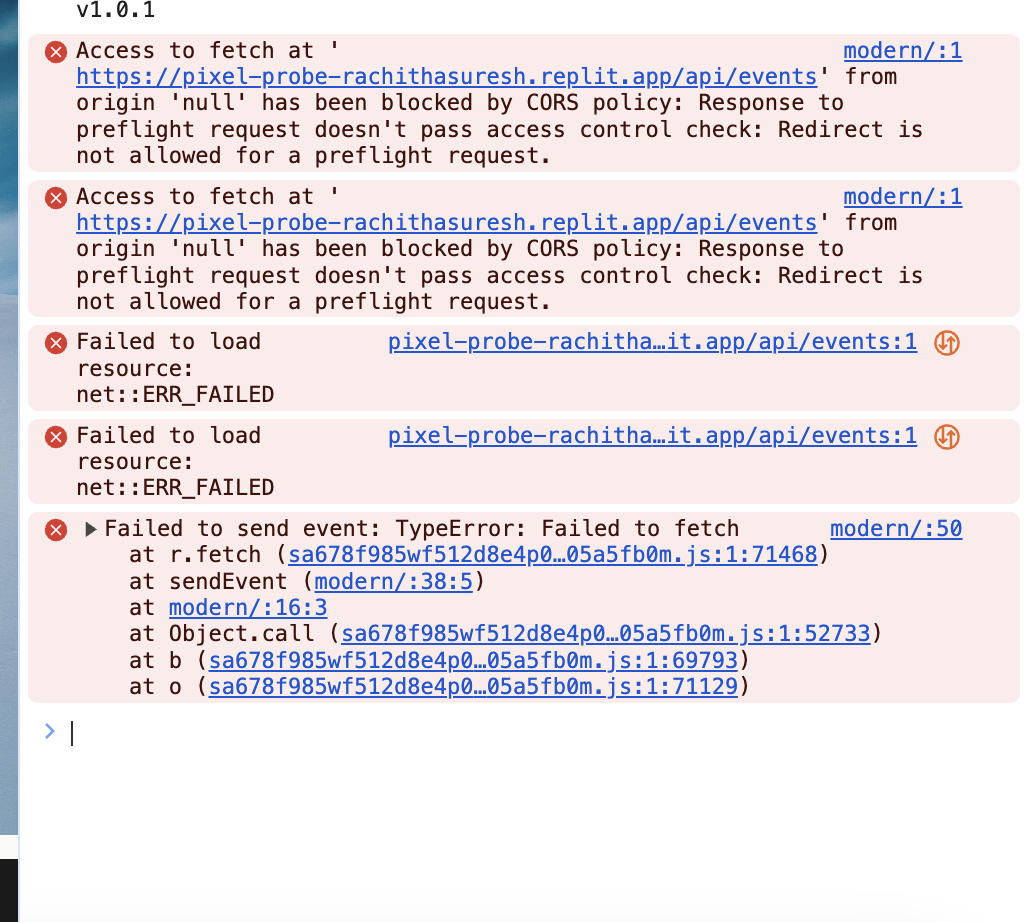 v1.0.1
Access to fetch at ' modern/:1
https://pixel-probe-rachithasuresh.replit.app/api/events' from
origin 'null' has been blocked by CORS policy: Response to
preflight request doesn't pass access control check: Redirect is
not allowed for a preflight request.
Access to fetch at ' modern/:1
https://pixel-probe-rachithasuresh.replit.app/api/events' from
origin 'null' has been blocked by CORS policy: Response to
preflight request doesn't pass access control check: Redirect is
not allowed for a preflight request.
Failed to load pixel-probe-rachitha…it.app/api/events:1
resource:
net::ERR_FAILED
Failed to load pixel-probe-rachitha…it.app/api/events:1
resource:
net::ERR_FAILED
Failed to send event: TypeError: Failed to fetch modern/:50
at r.fetch (sa678f985wf512d8e4p0…05a5fb0m.js:1:71468)
at sendEvent (modern/:38:5)
at modern/:16:3
at Object.call (sa678f985wf512d8e4p0…05a5fb0m.js:1:52733)
at b (sa678f985wf512d8e4p0…05a5fb0m.js:1:69793)
at o (sa678f985wf512d8e4p0…05a5fb0m.js:1:71129)